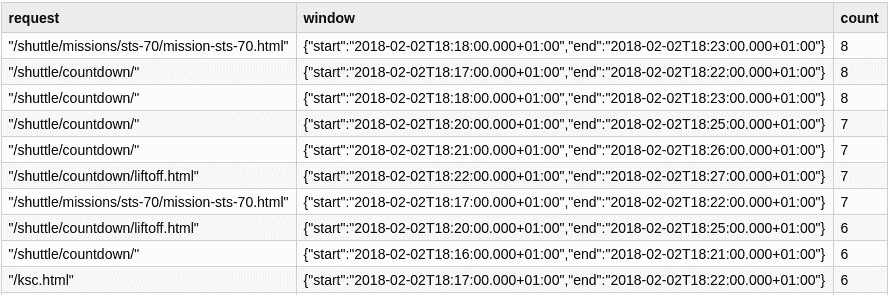 request window count
"/shuttle/missions/sts-70/mission-sts-70.html" {"start":"2018-02-02T18:18:00.000+01:00","end":"2018-02-02T18:23:00.000+01:00"} 8
"/shuttle/countdown/" {"start":"2018-02-02T18:17:00.000+01:00","end":"2018-02-02T18:22:00.000+01:00"} 8
"/shuttle/countdown/" {"start":"2018-02-02T18:18:00.000+01:00","end":"2018-02-02T18:23:00.000+01:00"} 8
"/shuttle/countdown/" {"start":"2018-02-02T18:20:00.000+01:00","end":"2018-02-02T18:25:00.000+01:00"} 7
"/shuttle/countdown/" {"start":"2018-02-02T18:21:00.000+01:00","end":"2018-02-02T18:26:00.000+01:00"} 7
"/shuttle/countdown/liftoff.html" {"start":"2018-02-02T18:22:00.000+01:00","end":"2018-02-02T18:27:00.000+01:00"} 7
"/shuttle/missions/sts-70/mission-sts-70.html" {"start":"2018-02-02T18:17:00.000+01:00","end":"2018-02-02T18:22:00.000+01:00"} 7
"/shuttle/countdown/liftoff.html" {"start":"2018-02-02T18:20:00.000+01:00","end":"2018-02-02T18:25:00.000+01:00"} 6
"/shuttle/countdown/" {"start":"2018-02-02T18:16:00.000+01:00","end":"2018-02-02T18:21:00.000+01:00"} 6
"/ksc.html" {"start":"2018-02-02T18:17:00.000+01:00","end":"2018-02-02T18:22:00.000+01:00"} 6